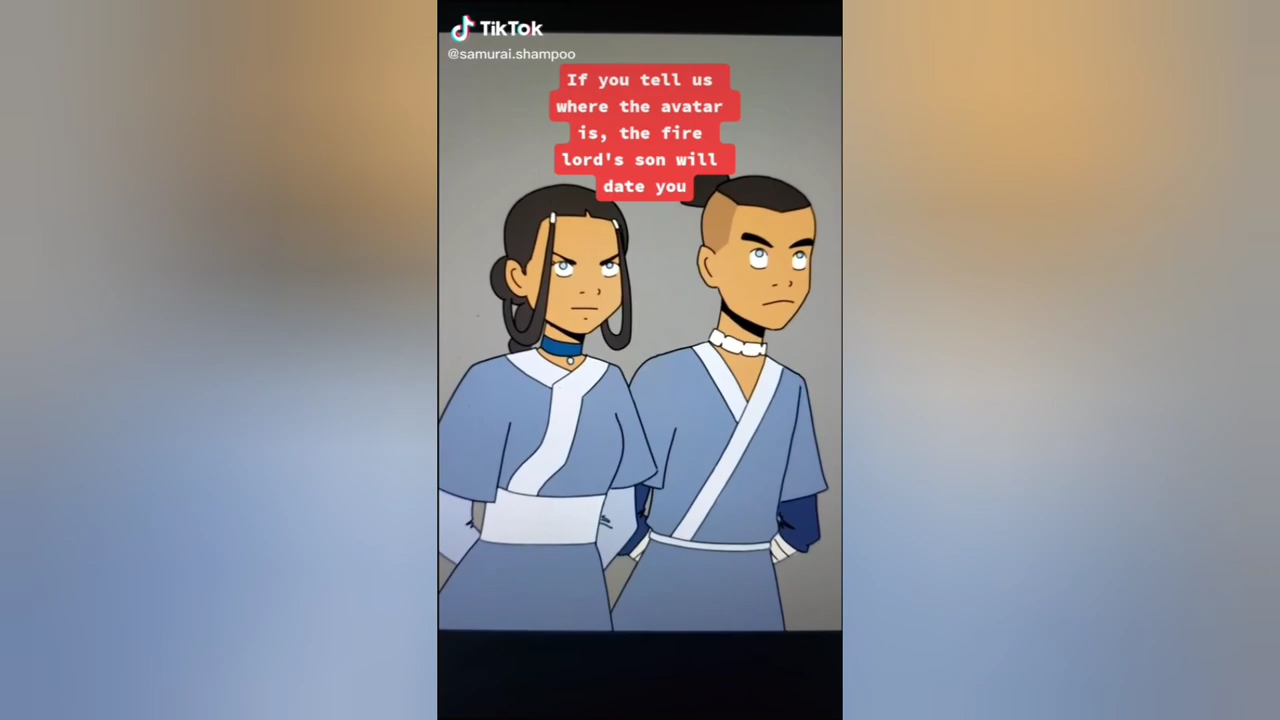 TikTok
@samurai.shampoo
If you tell us
where the avatar
is, the fire
lord's son will
date you